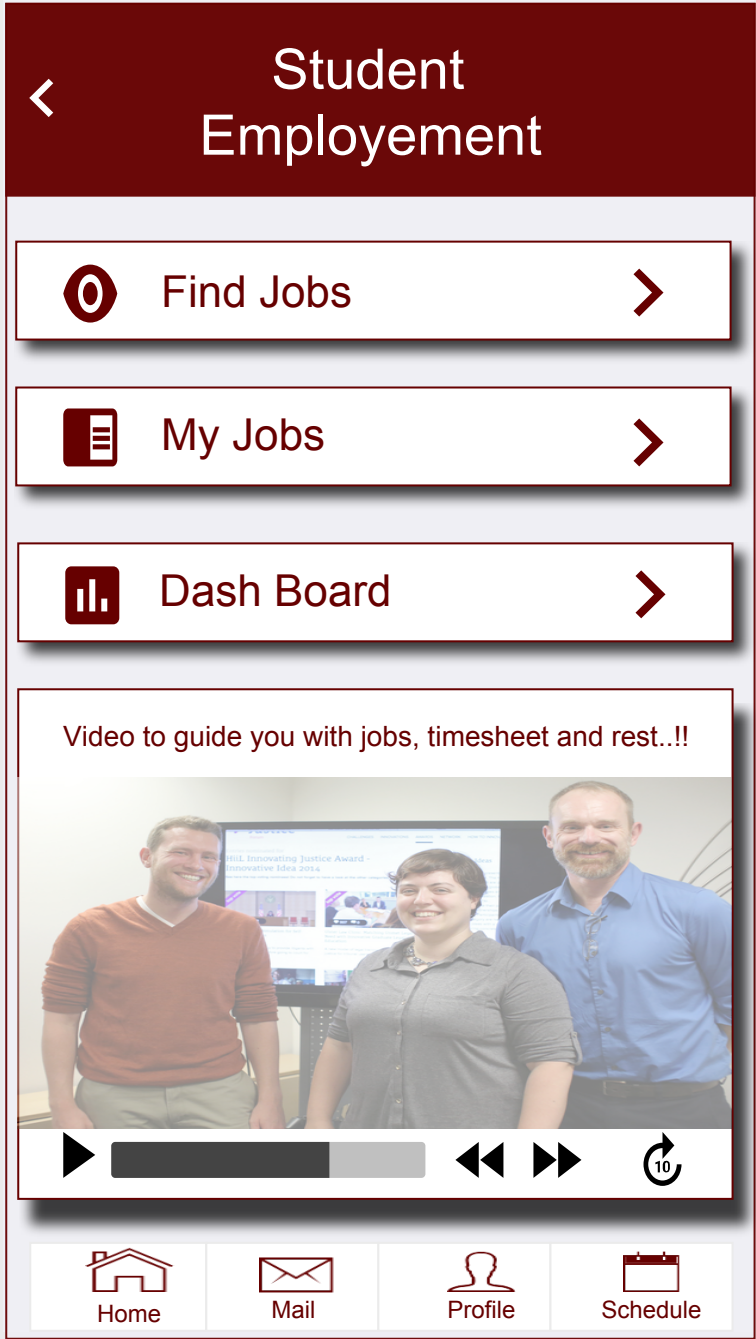 Student
Employement
Find Jobs
My Jobs
Dash Board
Video to guide you with jobs, timesheet and rest..!!
HiiL Innovating Justice Award -
Innovative Idea 2014
10
Home
Mail
Profile
Schedule